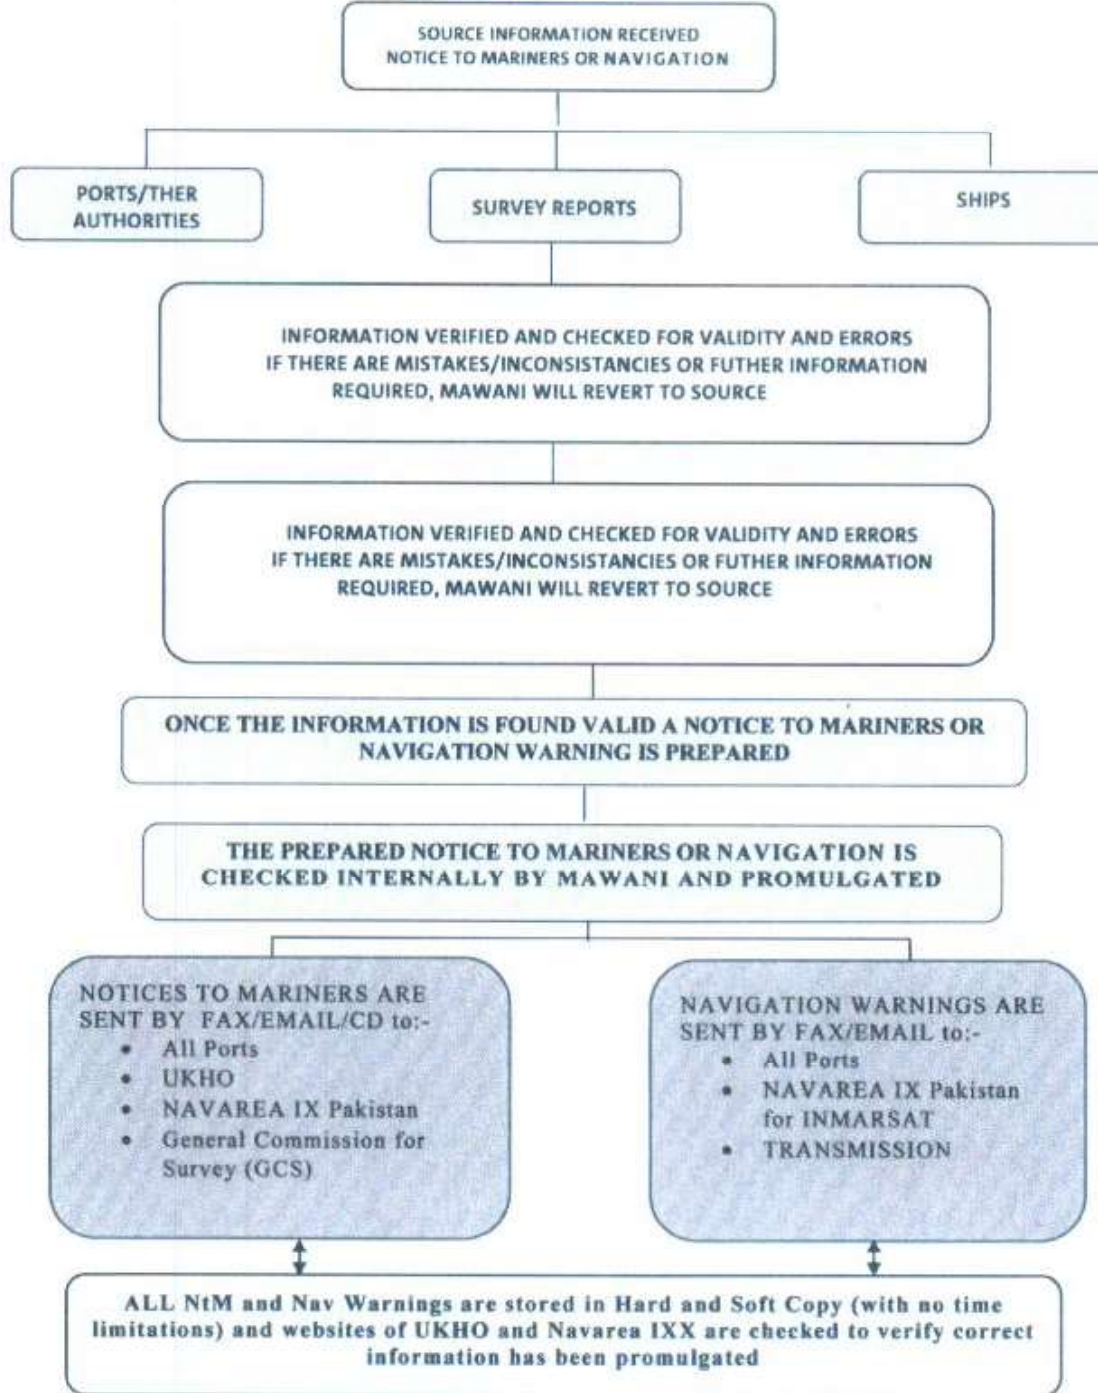 SOURCE INFORMATION RECEIVED
NOTICE TO MARINERS OR NAVIGATION
PORTS/THER
AUTHORITIES
SURVEY REPORTS
SHIPS
INFORMATION VERIFIED AND CHECKED FOR VALIDITY AND ERRORS
IF THERE ARE MISTAKES/INCONSISTANCIES OR FUTHER INFORMATION
REQUIRED, MAWANI WILL REVERT TO SOURCE
INFORMATION VERIFIED AND CHECKED FOR VALIDITY AND ERRORS
IF THERE ARE MISTAKES/INCONSISTANCIES OR FUTHER INFORMATION
REQUIRED, MAWANI WILL REVERT TO SOURCE
ONCE THE INFORMATION IS FOUND VALID A NOTICE TO MARINERS OR
NAVIGATION WARNING IS PREPARED
THE PREPARED NOTICE TO MARINERS OR NAVIGATION IS
CHECKED INTERNALLY BY MAWANI AND PROMULGATED
NOTICES TO MARINERS ARE
SENT BY FAX/EMAIL/CD to:-
• All Ports
• UKHO
• NAVAREA IX Pakistan
• General Commission for
Survey (GCS)
NAVIGATION WARNINGS ARE
SENT BY FAX/EMAIL to:-
• All Ports
• NAVAREA IX Pakistan
for INMARSAT
• TRANSMISSION
ALL NtM and Nav Warnings are stored in Hard and Soft Copy (with no time
limitations) and websites of UKHO and Navarea IXX are checked to verify correct
information has been promulgated